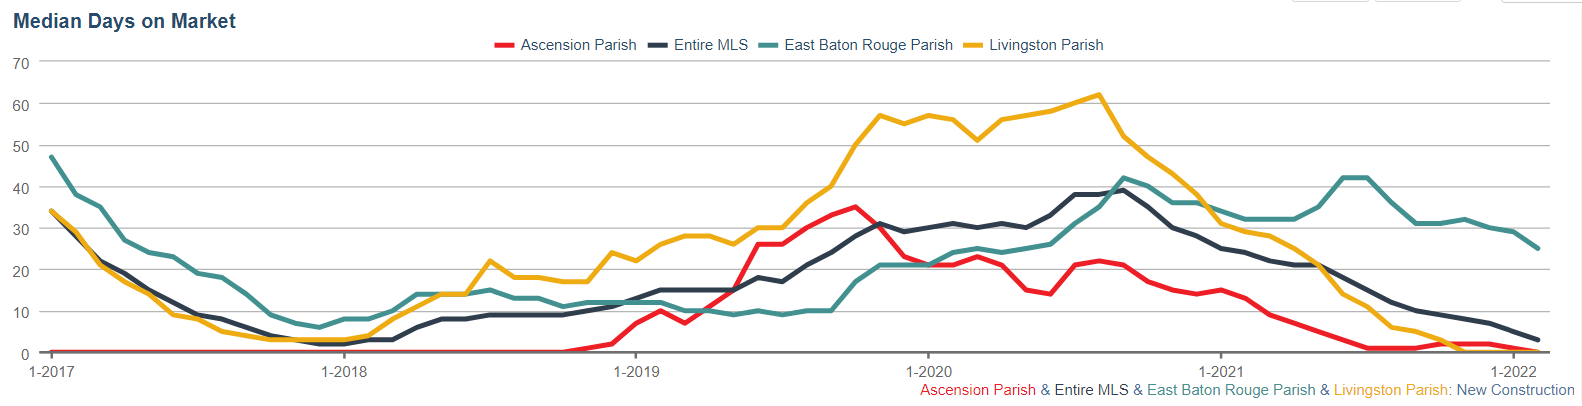 Median Days on Market
Ascension Parish Entire MLS East Baton Rouge Parish Livingston Parish
70
60
50
40
30
20
10
0
1-2017 1-2018 1-2019 1-2020 1-2021 1-2022
Ascension Parish & Entire MLS & East Baton Rouge Parish & Livingston Parish: New Construction